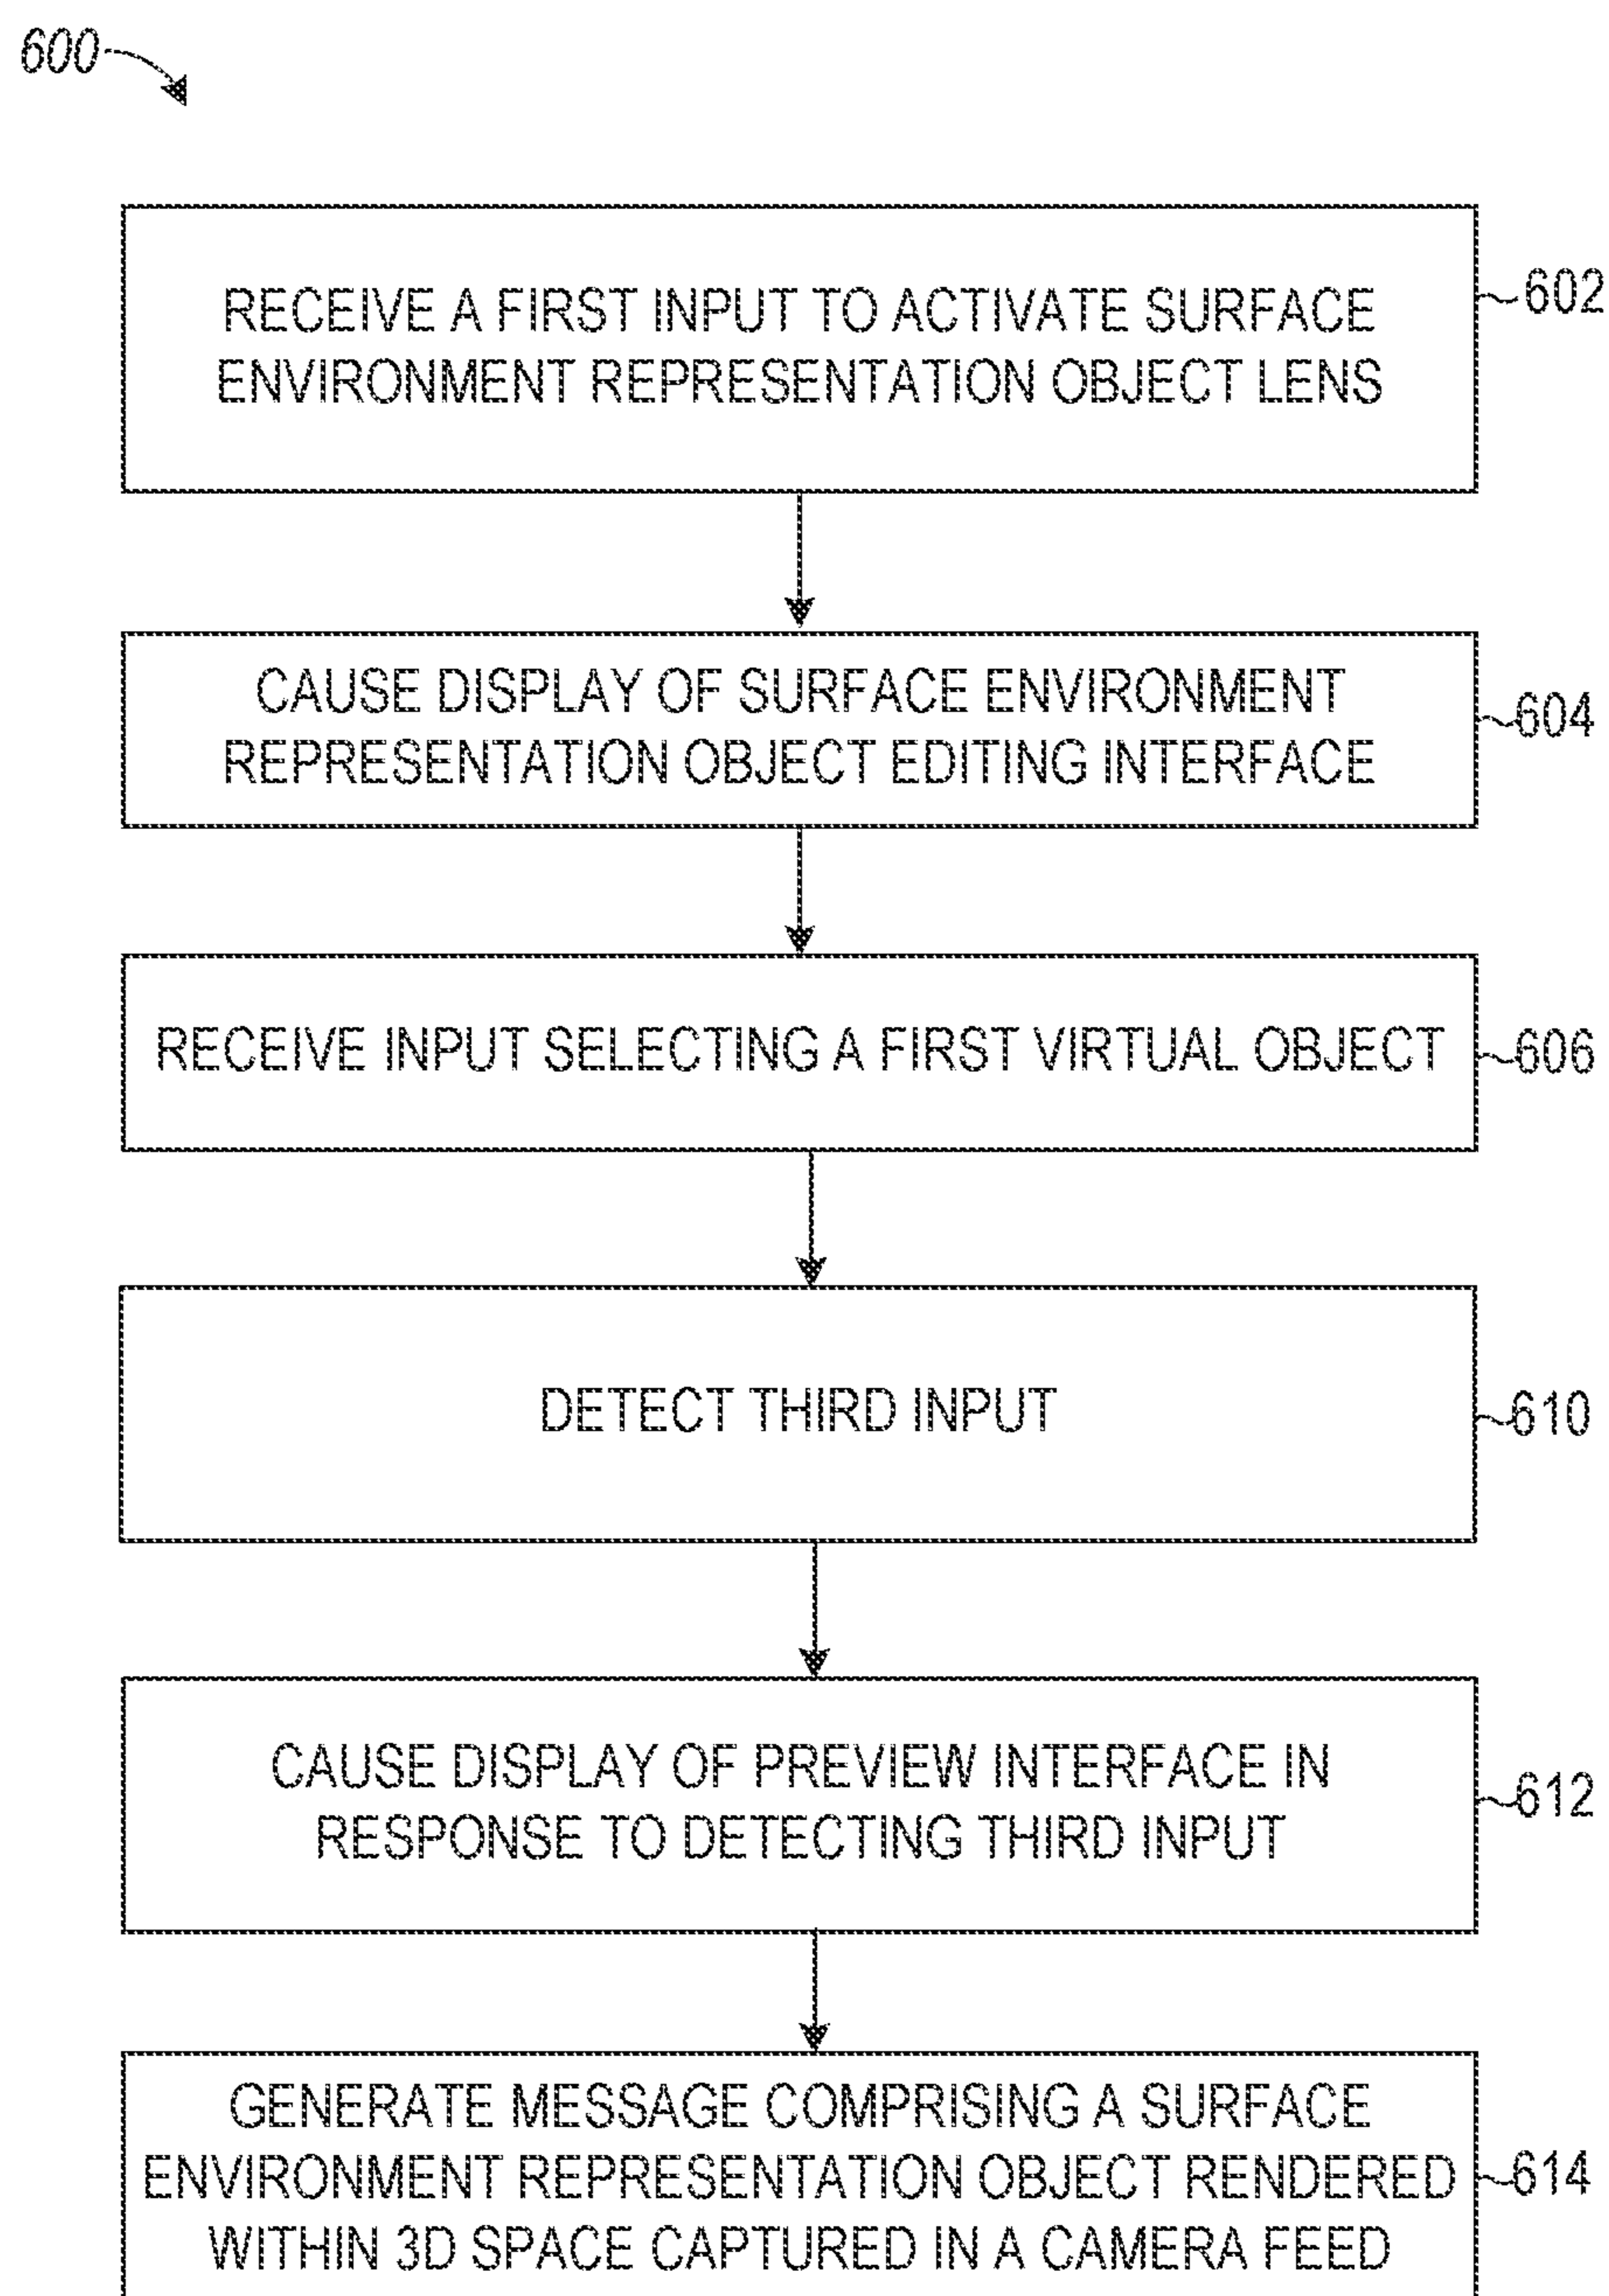 600
RECEIVE A FIRST INPUT TO ACTIVATE SURFACE
ENVIRONMENT REPRESENTATION OBJECT LENS
602
CAUSE DISPLAY OF SURFACE ENVIRONMENT
REPRESENTATION OBJECT EDITING INTERFACE
604
RECEIVE INPUT SELECTING A FIRST VIRTUAL OBJECT
606
DETECT THIRD INPUT
610
CAUSE DISPLAY OF PREVIEW INTERFACE IN
RESPONSE TO DETECTING THIRD INPUT
612
GENERATE MESSAGE COMPRISING A SURFACE
ENVIRONMENT REPRESENTATION OBJECT RENDERED
WITHIN 3D SPACE CAPTURED IN A CAMERA FEED
614